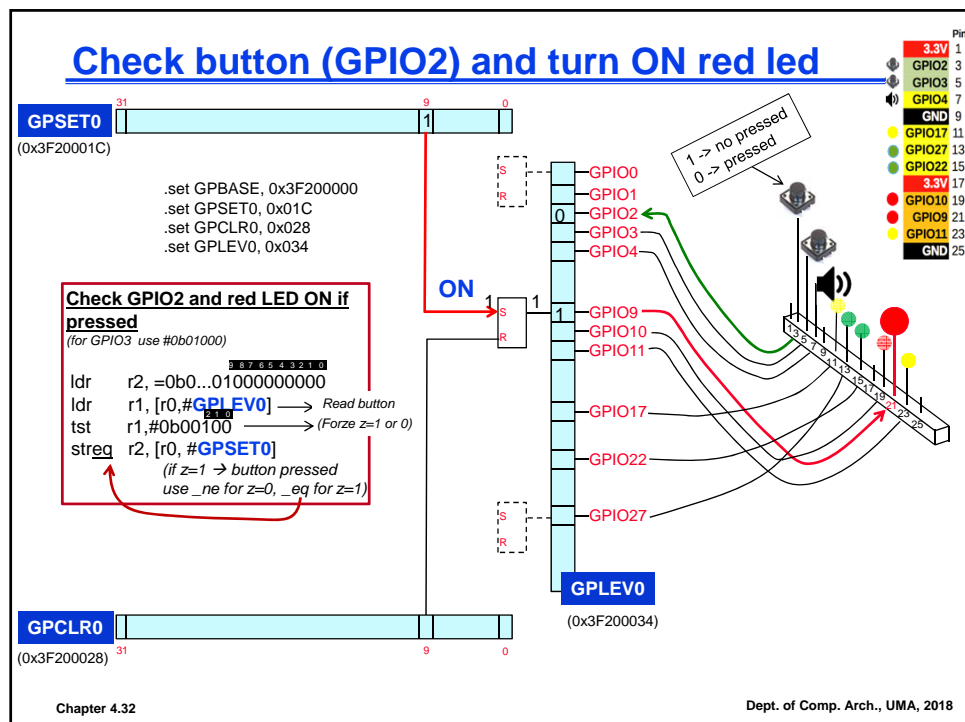 Check button (GPIO2) and turn ON red led
Pin
3.3V 1
GPIO2 3
GPIO3 5
GPIO4 7
GND 9
GPIO17 11
GPIO27 13
GPIO22 15
3.3V 17
GPIO10 19
GPIO9 21
GPIO11 23
GND 25
31 9 0
GPSET0 1
(0x3F20001C)
1 -> no pressed
0 -> pressed
.set GPBASE, 0x3F200000
.set GPSET0, 0x01C
.set GPCLR0, 0x028
.set GPLEV0, 0x034
S
R
GPIO0
GPIO1
0 GPIO2
GPIO3
GPIO4
ON
1 S 1
R
1 GPIO9
GPIO10
GPIO11
GPIO17
GPIO22
S
R
GPIO27
1 3 5 7 9 11 13 15 17 19 21 23 25
Check GPIO2 and red LED ON if
pressed
(for GPIO3 use #0b01000)
9 8 7 6 5 4 3 2 1 0
ldr r2, =0b0...01000000000
ldr r1, [r0,#GPLEV0] Read button
2 1 0
tst r1,#0b00100 (Forze z=1 or 0)
streq r2, [r0, #GPSET0]
(if z=1 → button pressed
use _ne for z=0, _eq for z=1)
GPLEV0
(0x3F200034)
GPCLR0
(0x3F200028)
31 9 0
Chapter 4.32
Dept. of Comp. Arch., UMA, 2018